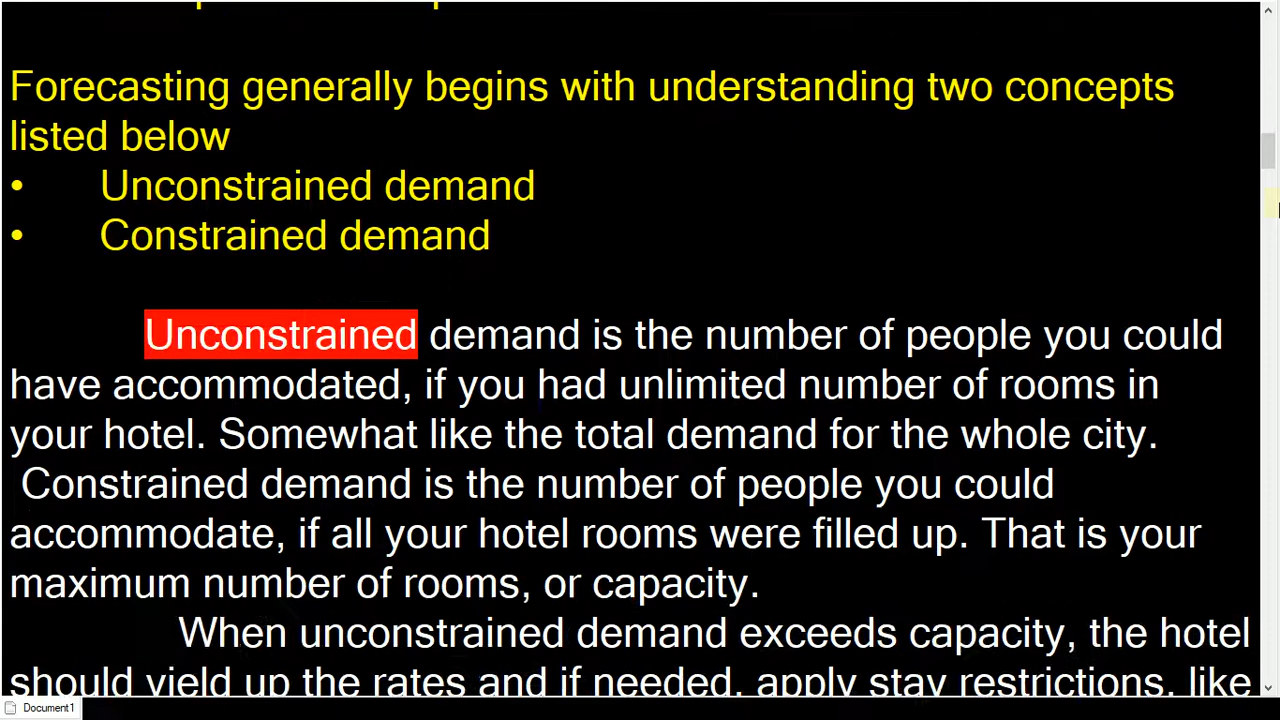 Forecasting generally begins with understanding two concepts
listed below
• Unconstrained demand
• Constrained demand
Unconstrained demand is the number of people you could
have accommodated, if you had unlimited number of rooms in
your hotel. Somewhat like the total demand for the whole city.
Constrained demand is the number of people you could
accommodate, if all your hotel rooms were filled up. That is your
maximum number of rooms, or capacity.
When unconstrained demand exceeds capacity, the hotel
should yield up the rates and if needed, apply stay restrictions, like
Document1